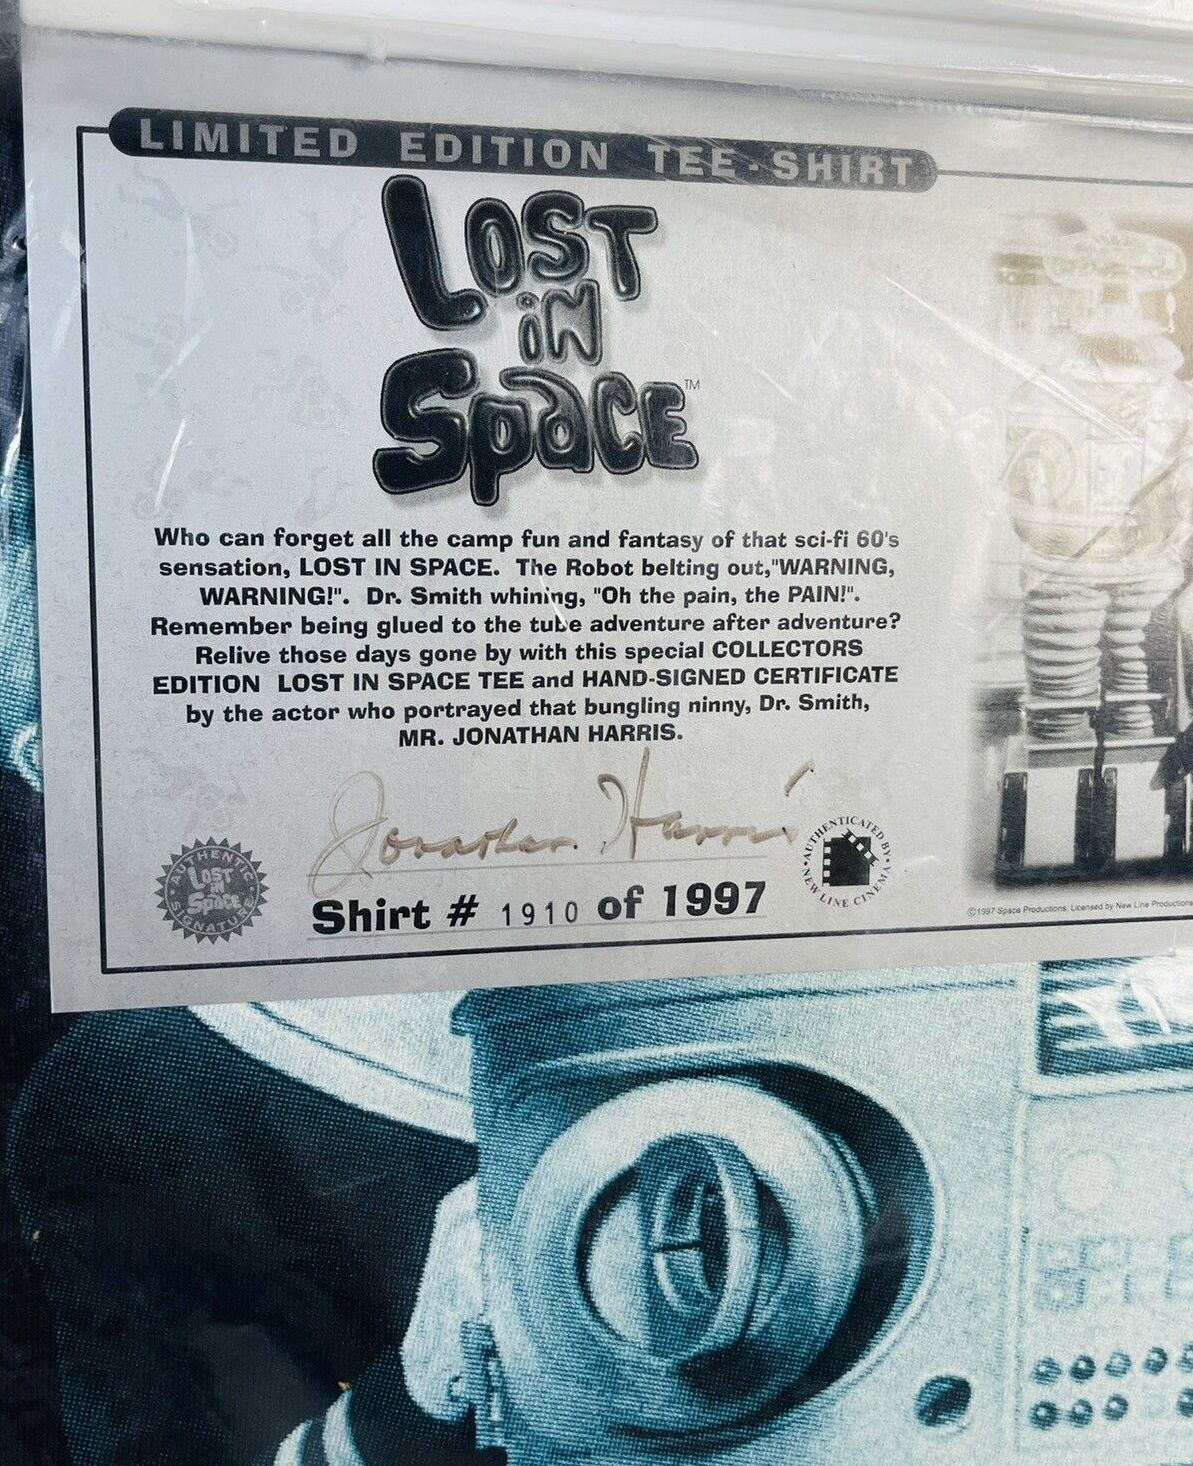 LIMITED EDITION TEE-SHIRT
LOST
iN
SpaCE™
Who can forget all the camp fun and fantasy of that sci-fi 60's
sensation, LOST IN SPACE. The Robot belting out,"WARNING,
WARNING!". Dr. Smith whining, "Oh the pain, the PAIN!".
Remember being glued to the tube adventure after adventure?
Relive those days gone by with this special COLLECTORS
EDITION LOST IN SPACE TEE and HAND-SIGNED CERTIFICATE
by the actor who portrayed that bungling ninny, Dr. Smith,
MR. JONATHAN HARRIS.
Jonathan Harris
AUTHENTIC
LOST
iN
SpaCE
SIGNATURE
Shirt # 1910 of 1997
•AUTHENTICATED BY•
NEW LINE CINEMA
©1997 Space Productions. Licensed by New Line Productions